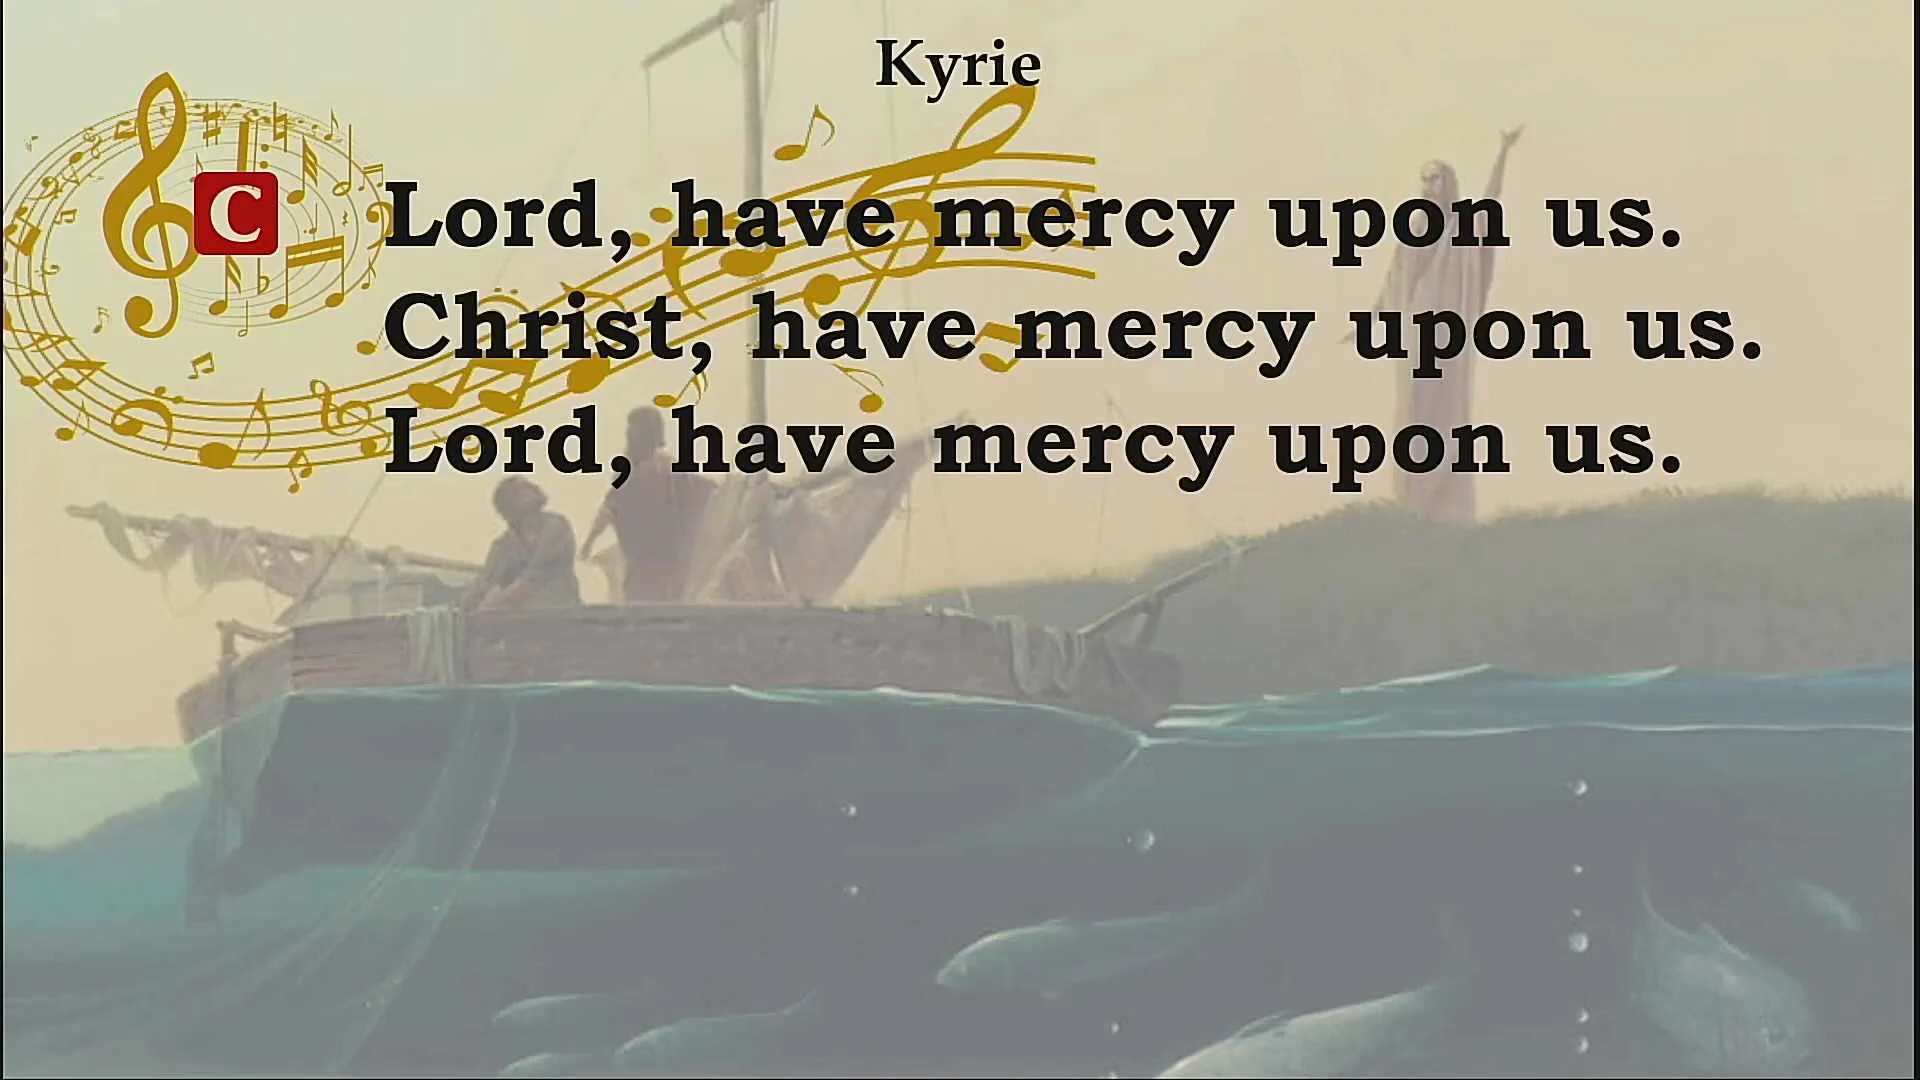 Kyrie
C Lord, have mercy upon us.
Christ, have mercy upon us.
Lord, have mercy upon us.